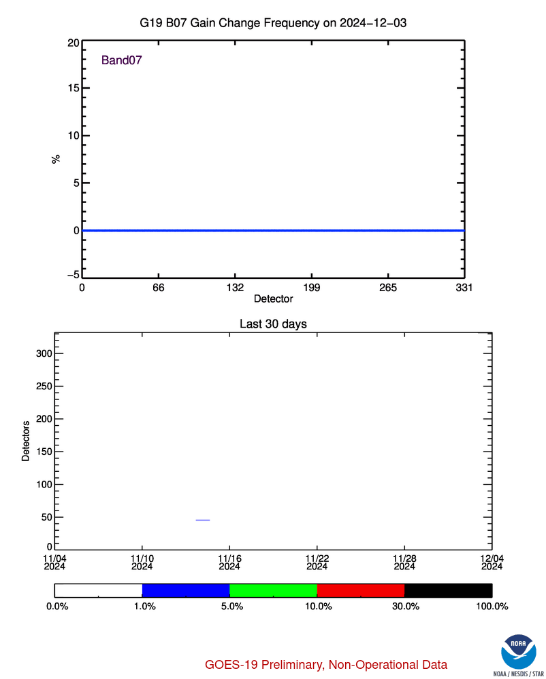 G19 B07 Gain Change Frequency on 2024-12-03
20
Band07
15
10
%
5
0
-5
0 66 132 199 265 331
Detector
Last 30 days
300
250
200
Detectors
150
100
50
0
11/04 11/10 11/16 11/22 11/28 12/04
2024 2024 2024 2024 2024 2024
0.0% 1.0% 5.0% 10.0% 30.0% 100.0%
NOAA
GOES-19 Preliminary, Non-Operational Data
NOAA / NESDIS / STAR